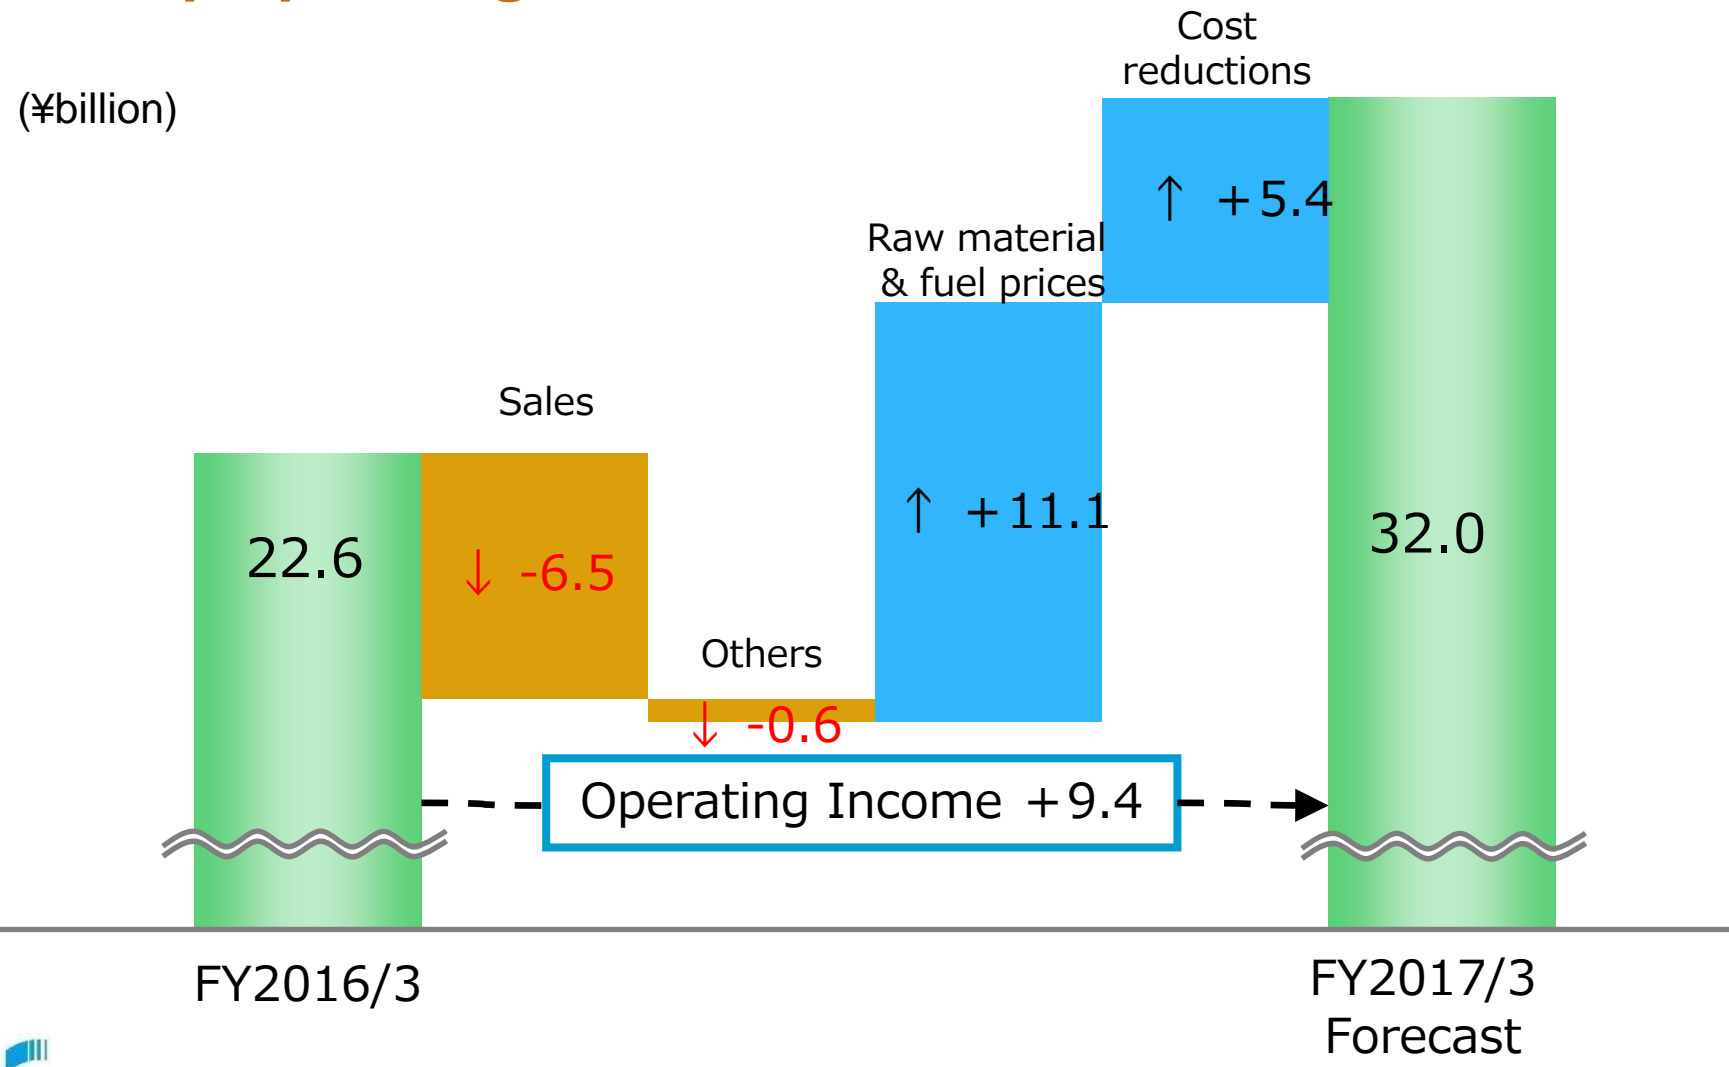 (¥billion)
Cost
reductions
↑ +5.4
Raw material
& fuel prices
↑ +11.1
Sales
↓ -6.5
Others
↓ -0.6
22.6
32.0
Operating Income +9.4
FY2016/3
FY2017/3
Forecast